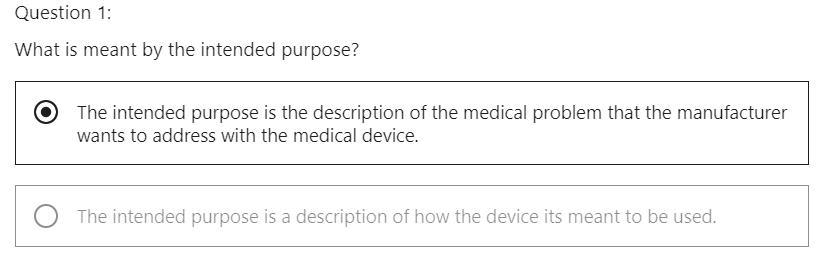 Question 1:
What is meant by the intended purpose?
The intended purpose is the description of the medical problem that the manufacturer
wants to address with the medical device.
The intended purpose is a description of how the device its meant to be used.